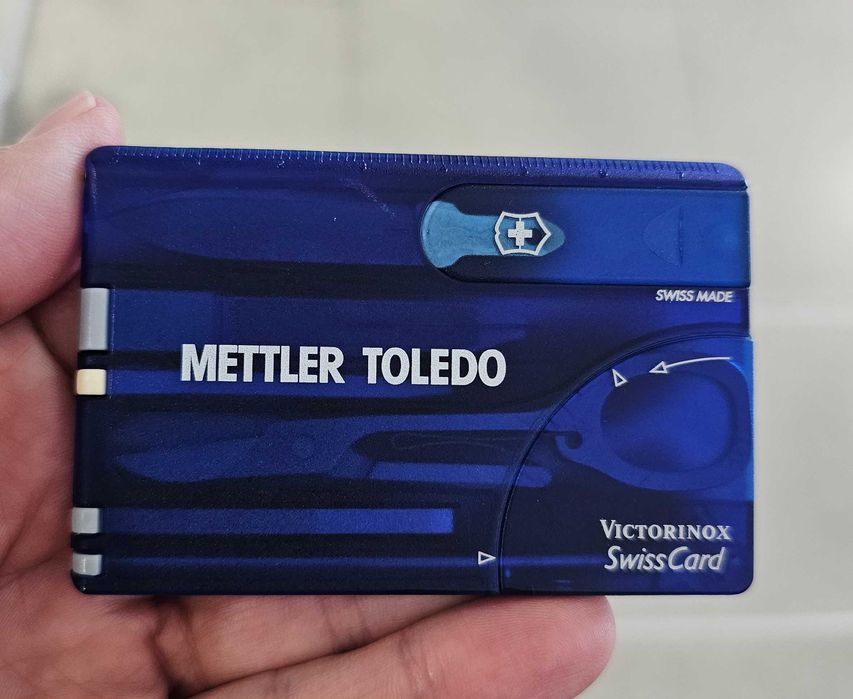 SWISS MADE
METTLER TOLEDO
VICTORINOX
SwissCard